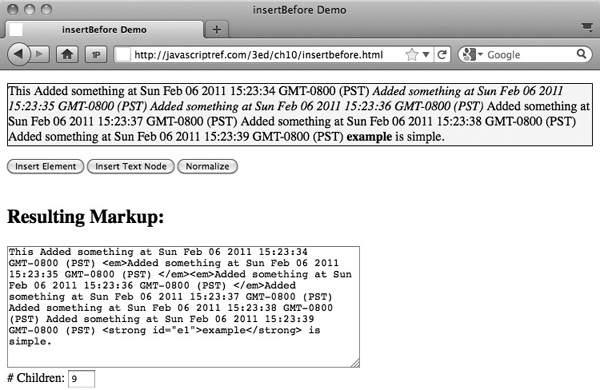 insertBefore Demo
insertBefore Demo
1P http://javascriptref.com/3ed/ch10/insertbefore.html Google
This Added something at Sun Feb 06 2011 15:23:34 GMT-0800 (PST) Added something at Sun Feb 06 2011
15:23:35 GMT-0800 (PST) Added something at Sun Feb 06 2011 15:23:36 GMT-0800 (PST) Added something at
Sun Feb 06 2011 15:23:37 GMT-0800 (PST) Added something at Sun Feb 06 2011 15:23:38 GMT-0800 (PST)
Added something at Sun Feb 06 2011 15:23:39 GMT-0800 (PST) example is simple.
Insert Element Insert Text Node Normalize
Resulting Markup:
This Added something at Sun Feb 06 2011 15:23:34
GMT-0800 (PST) <em>Added something at Sun Feb 06 2011
15:23:35 GMT-0800 (PST) </em><em>Added something at Sun
Feb 06 2011 15:23:36 GMT-0800 (PST) </em>Added
something at Sun Feb 06 2011 15:23:37 GMT-0800 (PST)
Added something at Sun Feb 06 2011 15:23:38 GMT-0800
(PST) Added something at Sun Feb 06 2011 15:23:39
GMT-0800 (PST) <strong id="e1">example</strong> is
simple.
# Children: 9